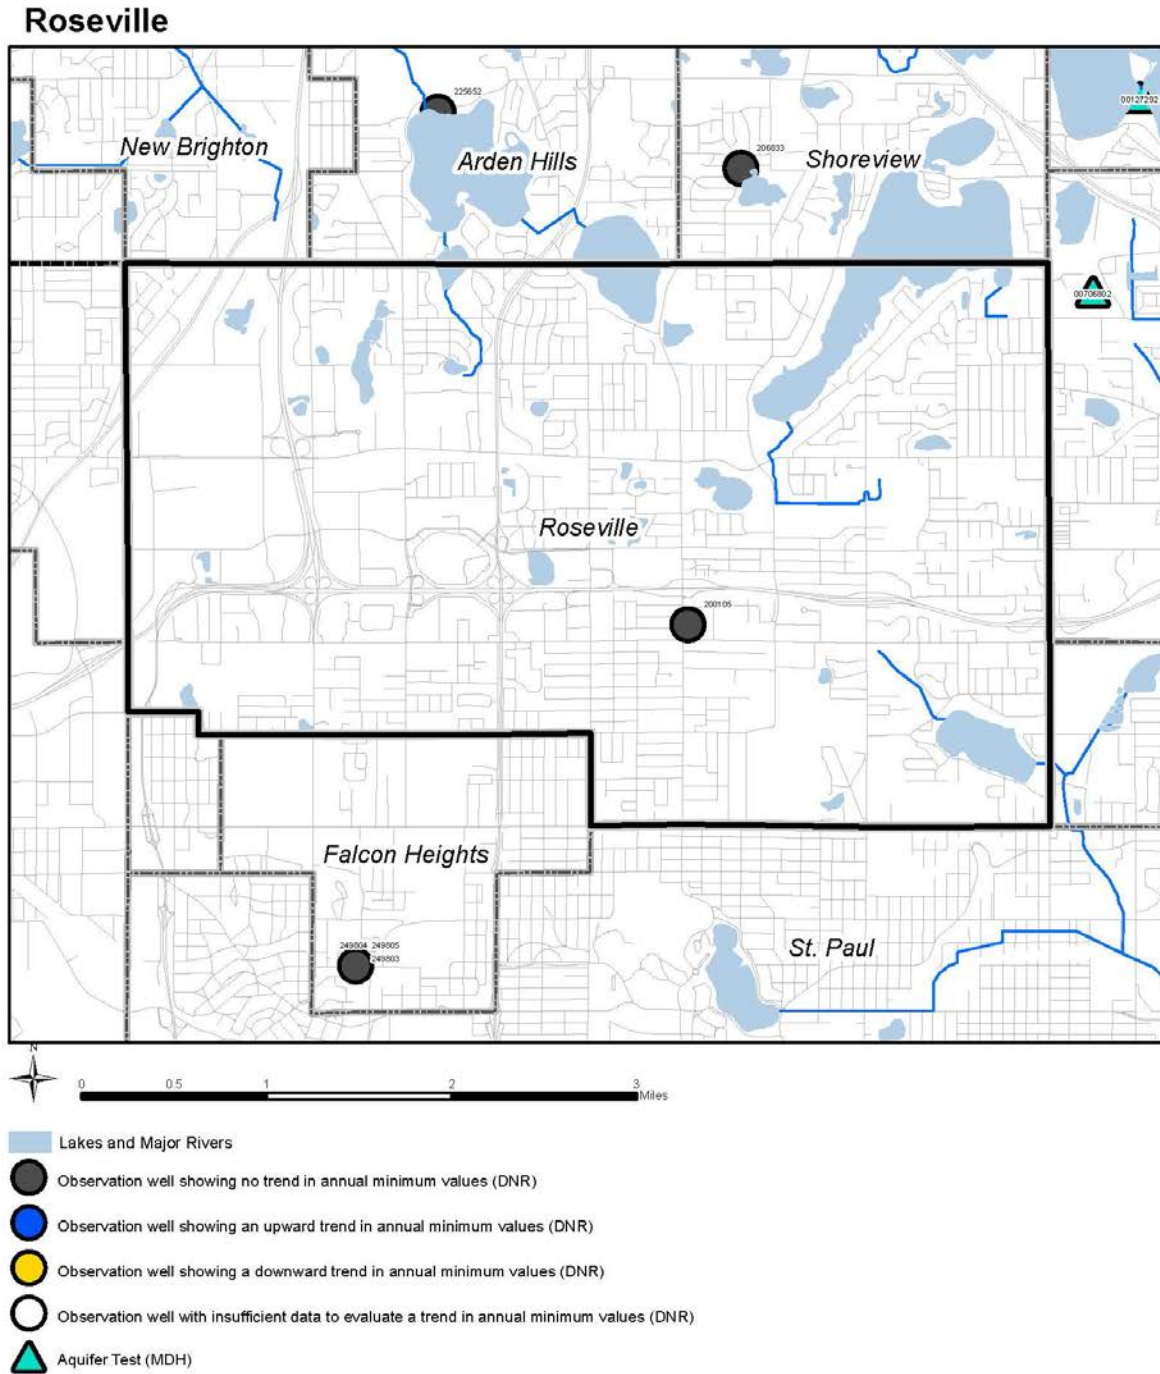 Roseville
225652
00127292
New Brighton
Arden Hills
206833
Shoreview
00706802
Roseville
200105
Falcon Heights
249804 249805
249803
St. Paul
N
0 0.5 1 2 3
Miles
Lakes and Major Rivers
Observation well showing no trend in annual minimum values (DNR)
Observation well showing an upward trend in annual minimum values (DNR)
Observation well showing a downward trend in annual minimum values (DNR)
Observation well with insufficient data to evaluate a trend in annual minimum values (DNR)
Aquifer Test (MDH)